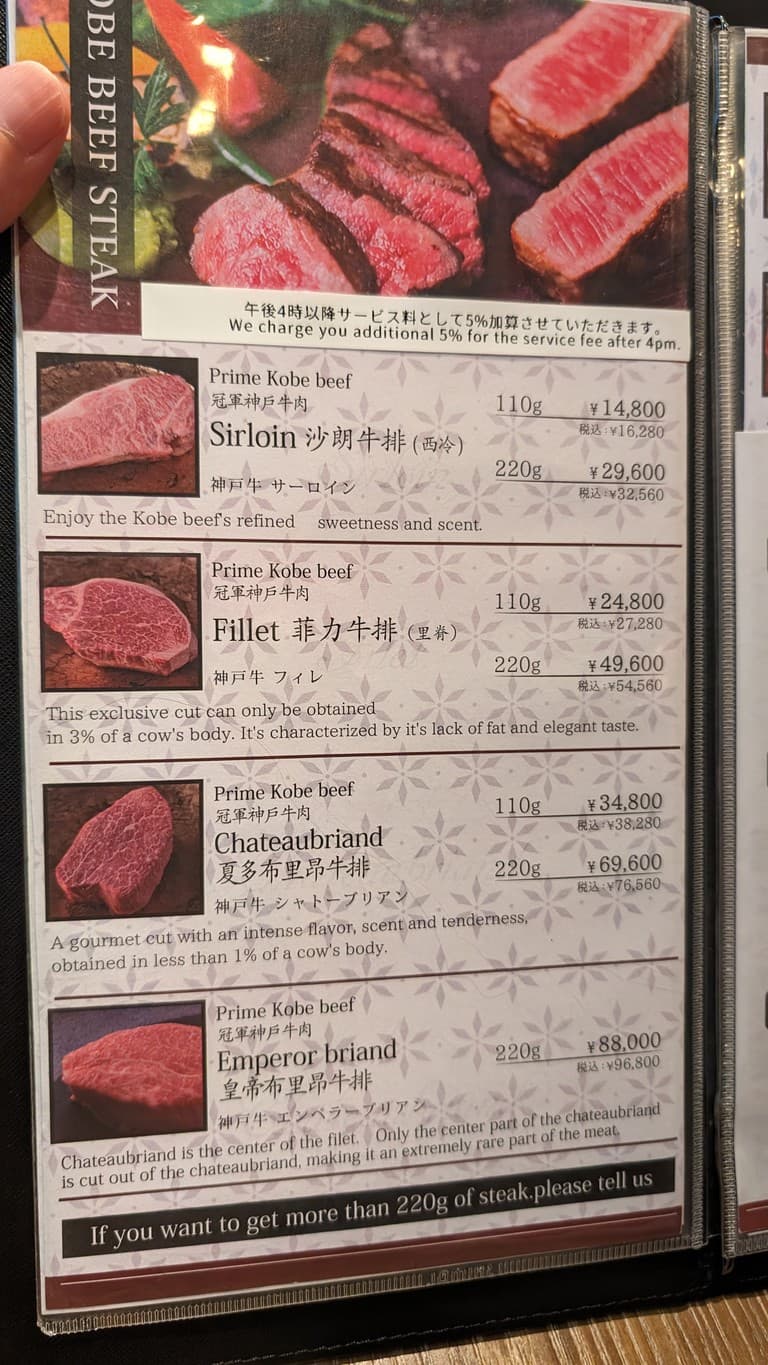 OBE BEEF STEAK
午後4時以降サービス料として5%加算させていただきます。
We charge you additional 5% for the service fee after 4pm.
Prime Kobe beef
冠軍神戸牛肉
Sirloin 沙朗牛排 (西冷)
神戸牛 サーロイン
110g ¥14,800
税込:¥16,280
220g ¥29,600
税込:¥32,560
Enjoy the Kobe beef's refined sweetness and scent.
Prime Kobe beef
冠軍神戸牛肉
Fillet 菲力牛排 (里脊)
神戸牛 フィレ
110g ¥24,800
税込:¥27,280
220g ¥49,600
税込:¥54,560
This exclusive cut can only be obtained
in 3% of a cow's body. It's characterized by it's lack of fat and elegant taste.
Prime Kobe beef
冠軍神戸牛肉
Chateaubriand
夏多布里昂牛排
神戸牛 シャトーブリアン
110g ¥34,800
税込:¥38,280
220g ¥69,600
税込:¥76,560
A gourmet cut with an intense flavor, scent and tenderness,
obtained in less than 1% of a cow's body.
Prime Kobe beef
冠軍神戸牛肉
Emperor briand
皇帝布里昂牛排
神戸牛 エンペラーブリアン
220g ¥88,000
税込:¥96,800
Chateaubriand is the center of the filet. Only the center part of the chateaubriand
is cut out of the chateaubriand, making it an extremely rare part of the meat.
If you want to get more than 220g of steak.please tell us